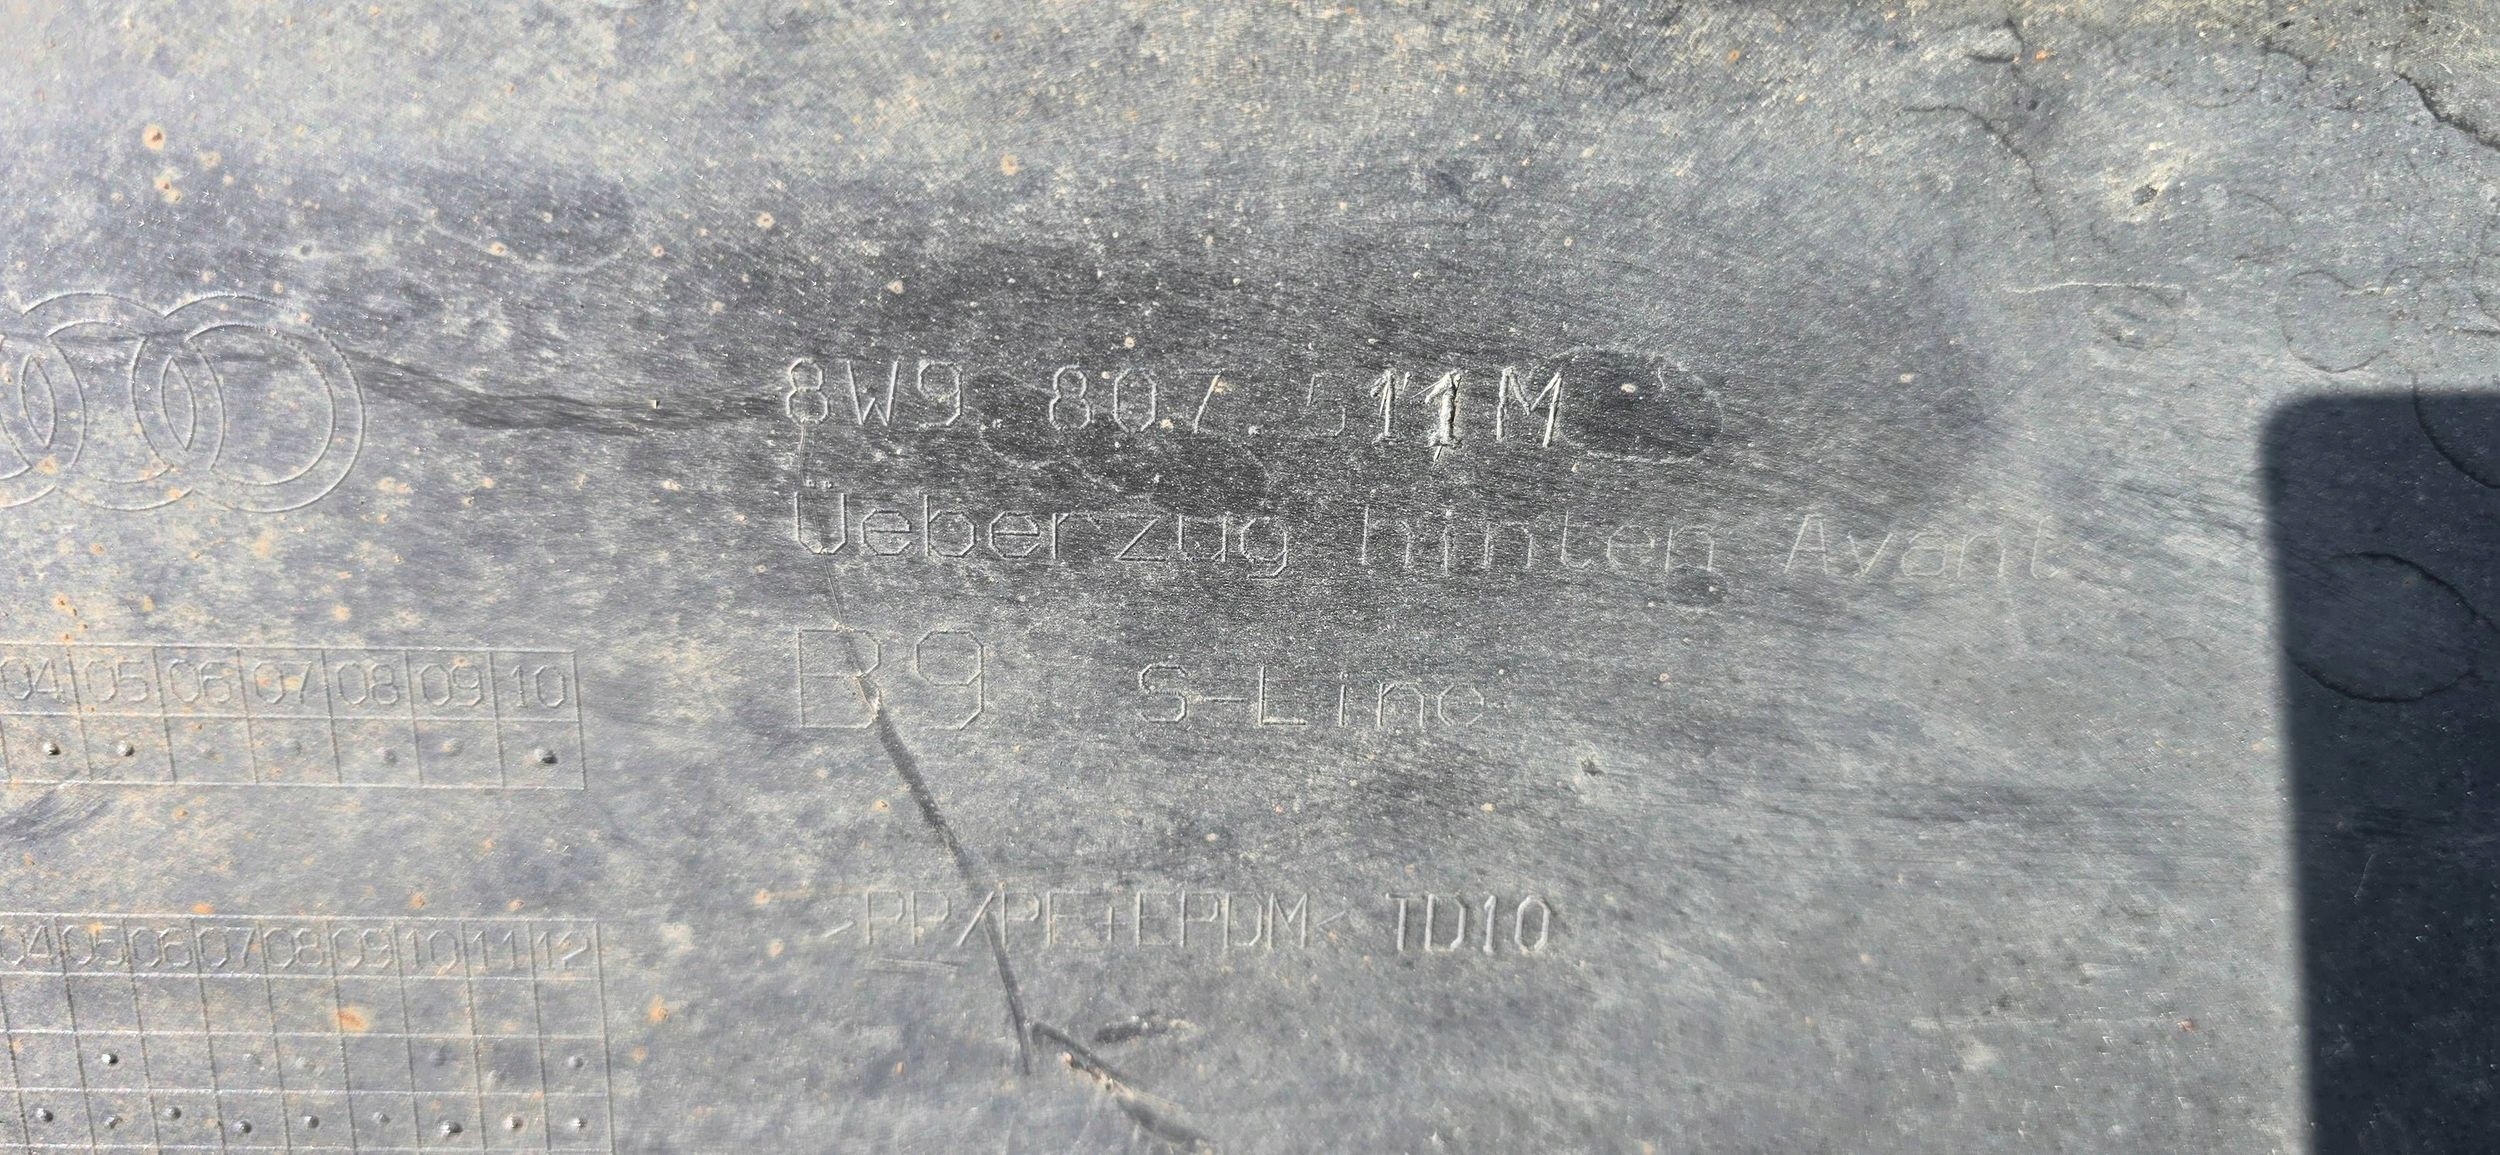 8W9 807 511M
Üeberzug hinten Avant
B9 S-Line
04 05 06 07 08 09 10
>PP/PE+EPDM< TD10
04 05 06 07 08 09 10 11 12